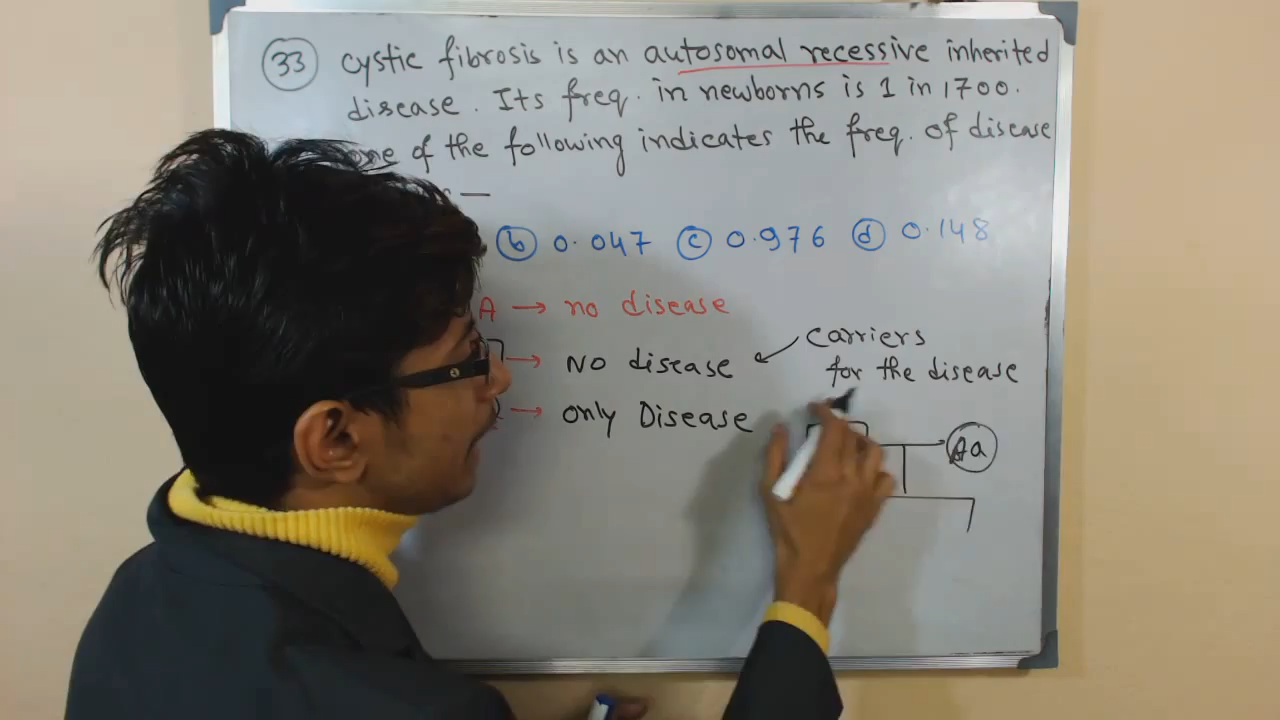 33 cystic fibrosis is an autosomal recessive inherited
disease. Its freq. in newborns is 1 in 1700.
of the following indicates the freq. of disease
—
b 0.047 c 0.976 d 0.148
A → no disease
→ No disease
carriers
for the disease
→ only Disease
Aa